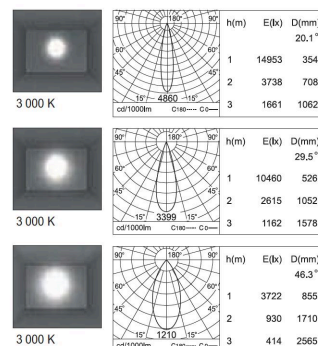 3 000 K
90° 180° 90°
60° 60°
45° 45°
15° 4860 15°
cd/1000lm C180---- C0—
h(m) E(lx) D(mm)
20.1°
1 14953 354
2 3738 708
3 1661 1062
3 000 K
90° 180° 90°
60° 60°
45° 45°
15° 3399 15°
cd/1000lm C180---- C0—
h(m) E(lx) D(mm)
29.5°
1 10460 526
2 2615 1052
3 1162 1578
3 000 K
90° 180° 90°
60° 60°
45° 45°
15° 1210 15°
cd/1000lm C180---- C0—
h(m) E(lx) D(mm)
46.3°
1 3722 855
2 930 1710
3 414 2565